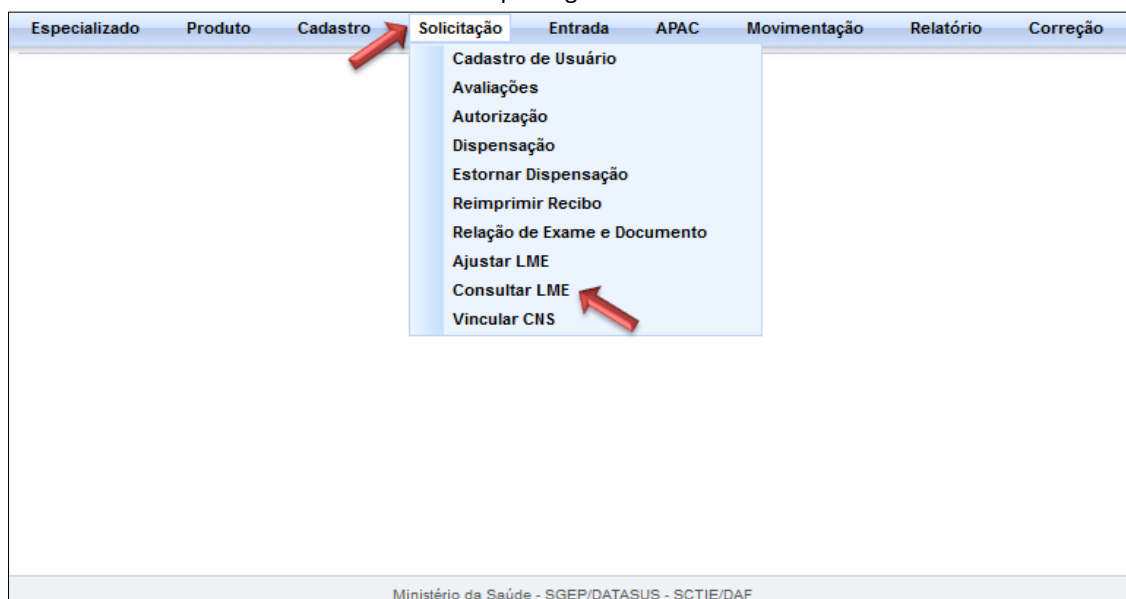 Especializado Produto Cadastro Solicitação Entrada APAC Movimentação Relatório Correção
Cadastro de Usuário
Avaliações
Autorização
Dispensação
Estornar Dispensação
Reimprimir Recibo
Relação de Exame e Documento
Ajustar LME
Consultar LME
Vincular CNS
Ministério da Saúde - SGEP/DATASUS - SCTIE/DAF